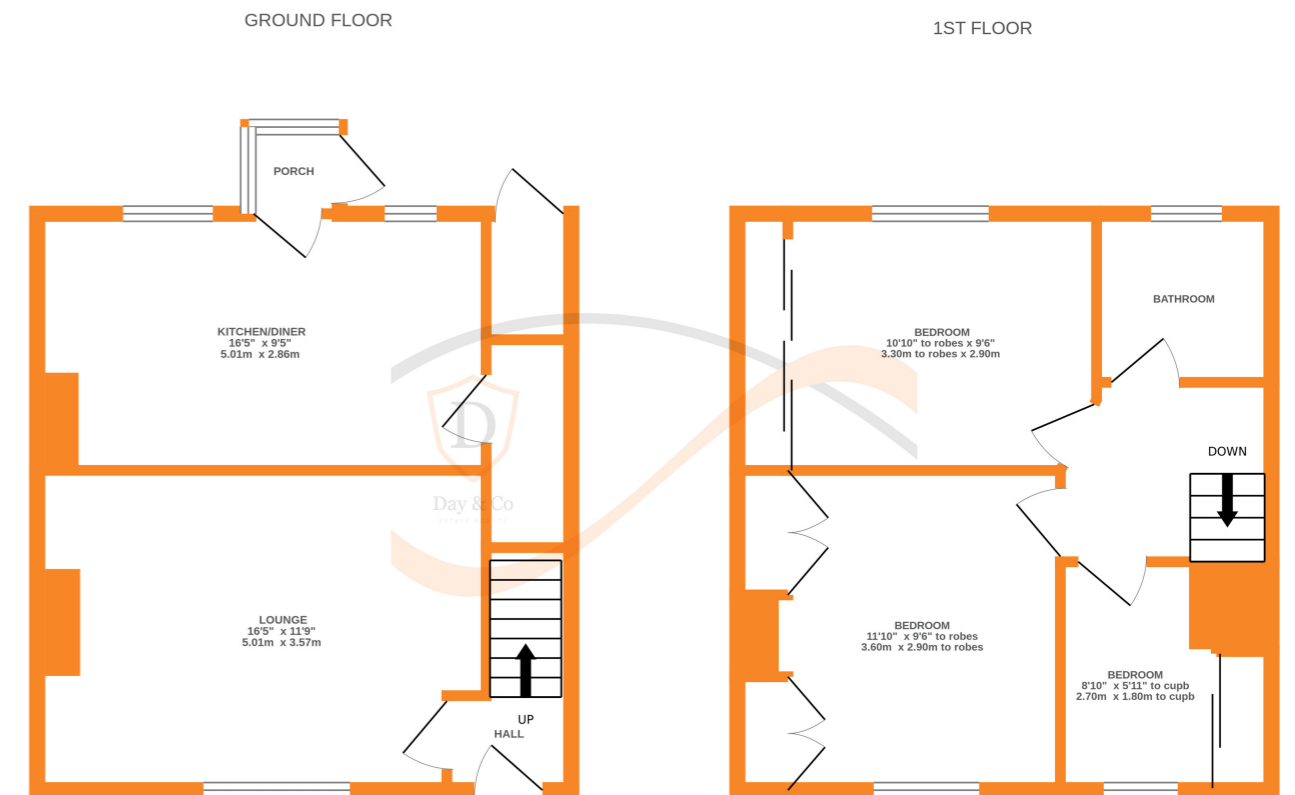 GROUND FLOOR
1ST FLOOR
PORCH
KITCHEN/DINER
16'5" x 9'5"
5.01m x 2.86m
LOUNGE
16'5" x 11'9"
5.01m x 3.57m
UP
HALL
D
Day & Co
BEDROOM
10'10" to robes x 9'6"
3.30m to robes x 2.90m
BATHROOM
DOWN
BEDROOM
11'10" x 9'6" to robes
3.60m x 2.90m to robes
BEDROOM
8'10" x 5'11" to cupb
2.70m x 1.80m to cupb